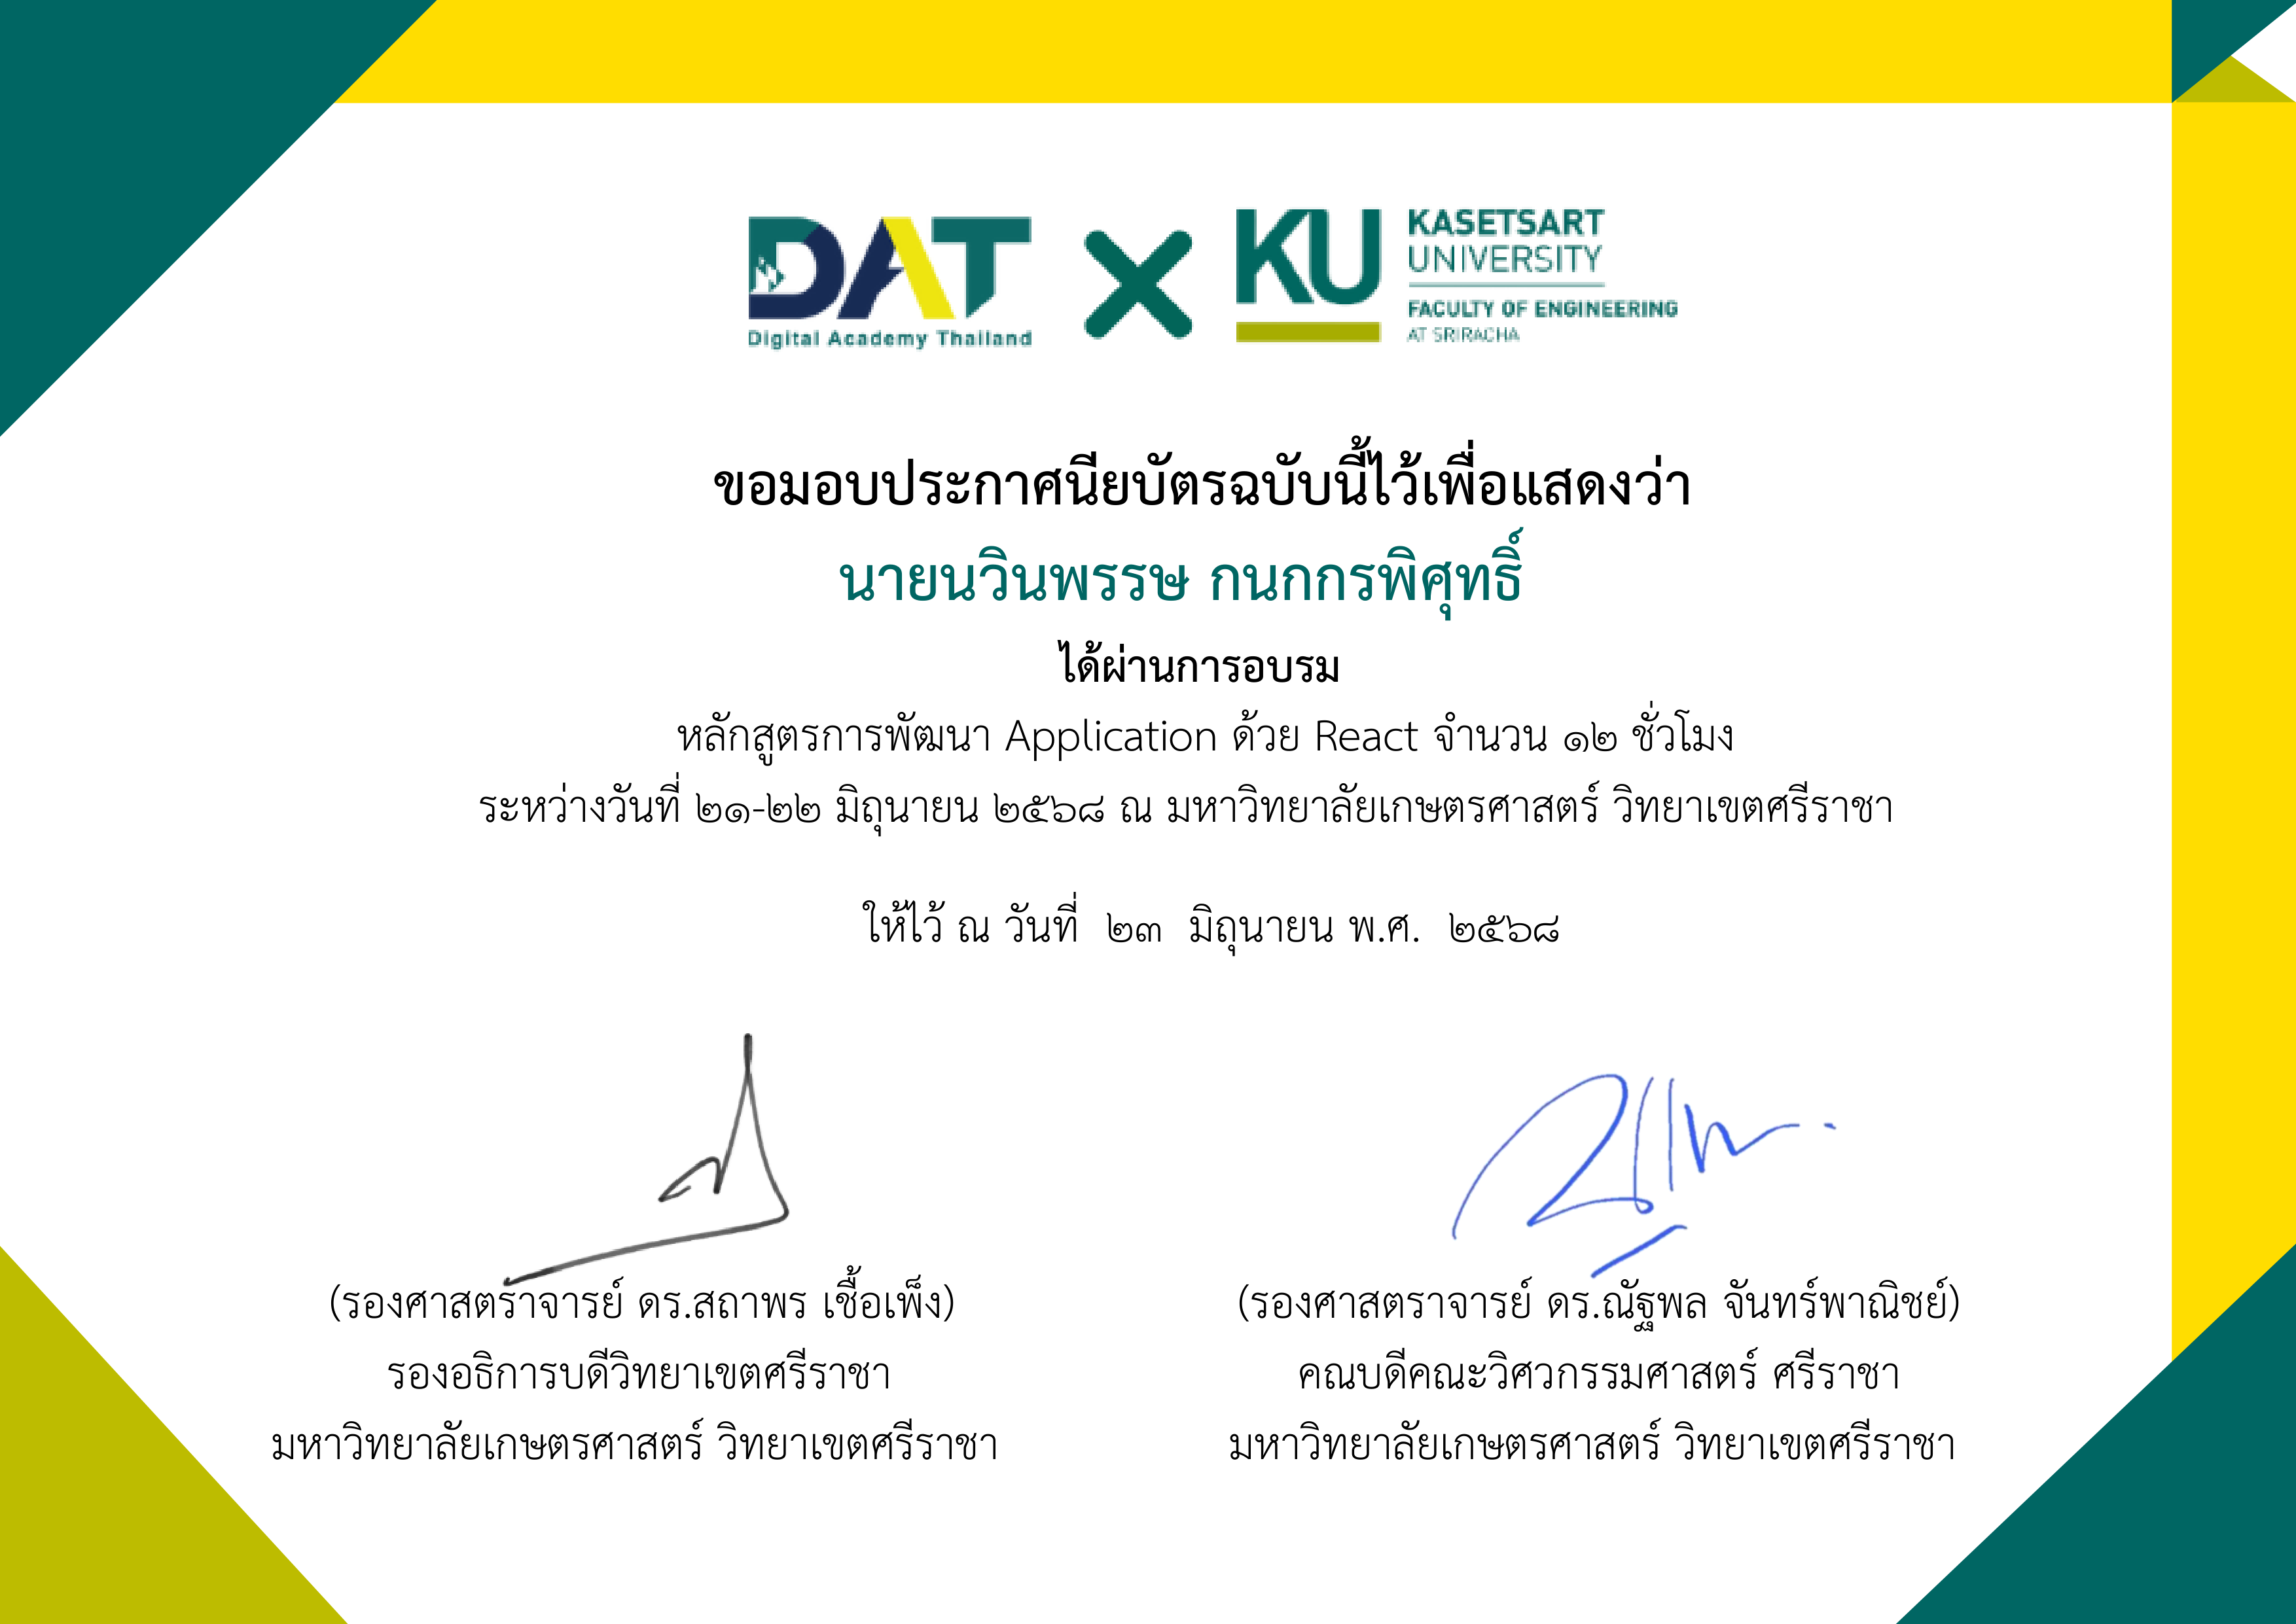 DAT
Digital Academy Thailand
KU
KASETSART
UNIVERSITY
FACULTY OF ENGINEERING
AT SRIRACHA
ขอมอบประกาศนียบัตรฉบับนี้ไว้เพื่อแสดงว่า
นายนวินพรรษ กนกกรพิศุทธิ์
ได้ผ่านการอบรม
หลักสูตรการพัฒนา Application ด้วย React จำนวน ๑๒ ชั่วโมง
ระหว่างวันที่ ๒๑-๒๒ มิถุนายน ๒๕๖๘ ณ มหาวิทยาลัยเกษตรศาสตร์ วิทยาเขตศรีราชา
ให้ไว้ ณ วันที่ ๒๓ มิถุนายน พ.ศ. ๒๕๖๘
(รองศาสตราจารย์ ดร.สถาพร เชื้อเพ็ง)
รองอธิการบดีวิทยาเขตศรีราชา
มหาวิทยาลัยเกษตรศาสตร์ วิทยาเขตศรีราชา
(รองศาสตราจารย์ ดร.ณัฐพล จันทร์พาณิชย์)
คณบดีคณะวิศวกรรมศาสตร์ ศรีราชา
มหาวิทยาลัยเกษตรศาสตร์ วิทยาเขตศรีราชา